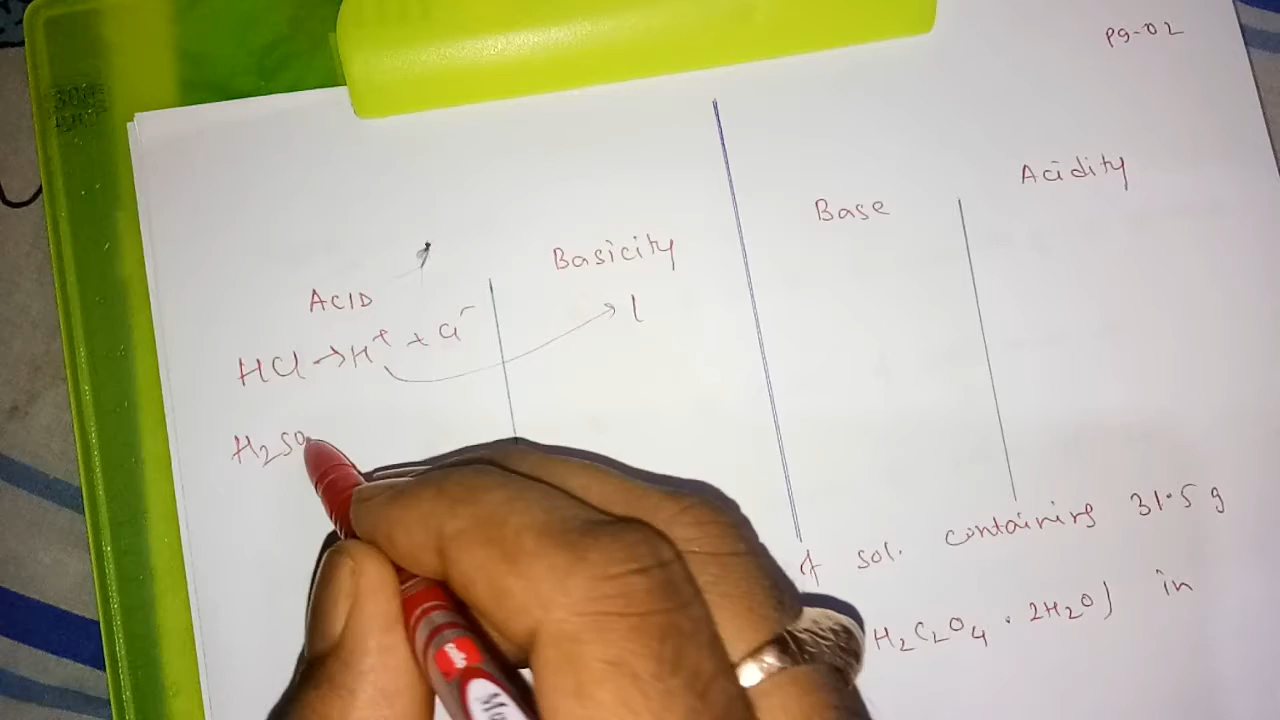 pg-02
Acidity
Base
Basicity
ACID
HCl → H⁺ + Cl⁻
1
H₂SO
sol. containing 31.5 g
H₂C₂O₄ . 2H₂O) in